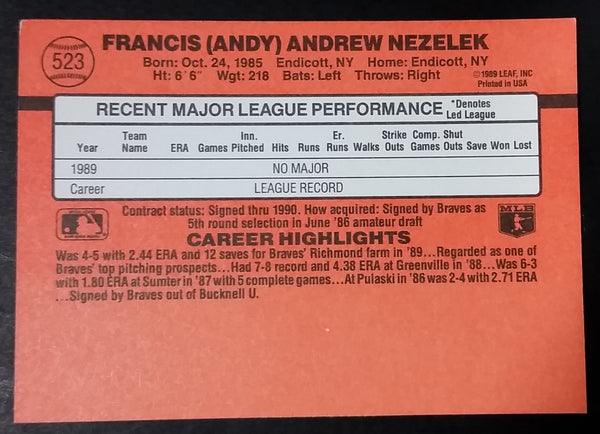 523
FRANCIS (ANDY) ANDREW NEZELEK
Born: Oct. 24, 1985 Endicott, NY Home: Endicott, NY
Ht: 6'6" Wgt: 218 Bats: Left Throws: Right
©1989 LEAF, INC
Printed in USA
RECENT MAJOR LEAGUE PERFORMANCE *Denotes Led League
Year Team Name ERA Games Inn. Pitched Hits Runs Er. Runs Walks Strike Outs Comp. Games Shut Outs Save Won Lost
1989 NO MAJOR
Career LEAGUE RECORD
Contract status: Signed thru 1990. How acquired: Signed by Braves as
5th round selection in June '86 amateur draft
MLB
CAREER HIGHLIGHTS
Was 4-5 with 2.44 ERA and 12 saves for Braves' Richmond farm in '89...Regarded as one of
Braves' top pitching prospects...Had 7-8 record and 4.38 ERA at Greenville in '88...Was 6-3
with 1.80 ERA at Sumter in '87 with 5 complete games...At Pulaski in '86 was 2-4 with 2.71 ERA
...Signed by Braves out of Bucknell U.